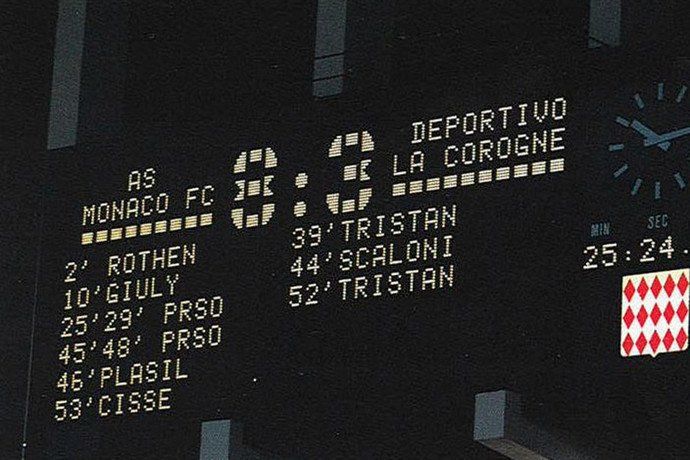 AS
MONACO FC
8:3
DEPORTIVO
LA COROGNE
2' ROTHEN
10'GIULY
25'29' PRSO
45'48' PRSO
46'PLASIL
53'CISSE
39'TRISTAN
44'SCALONI
52'TRISTAN
MIN SEC
25:24.